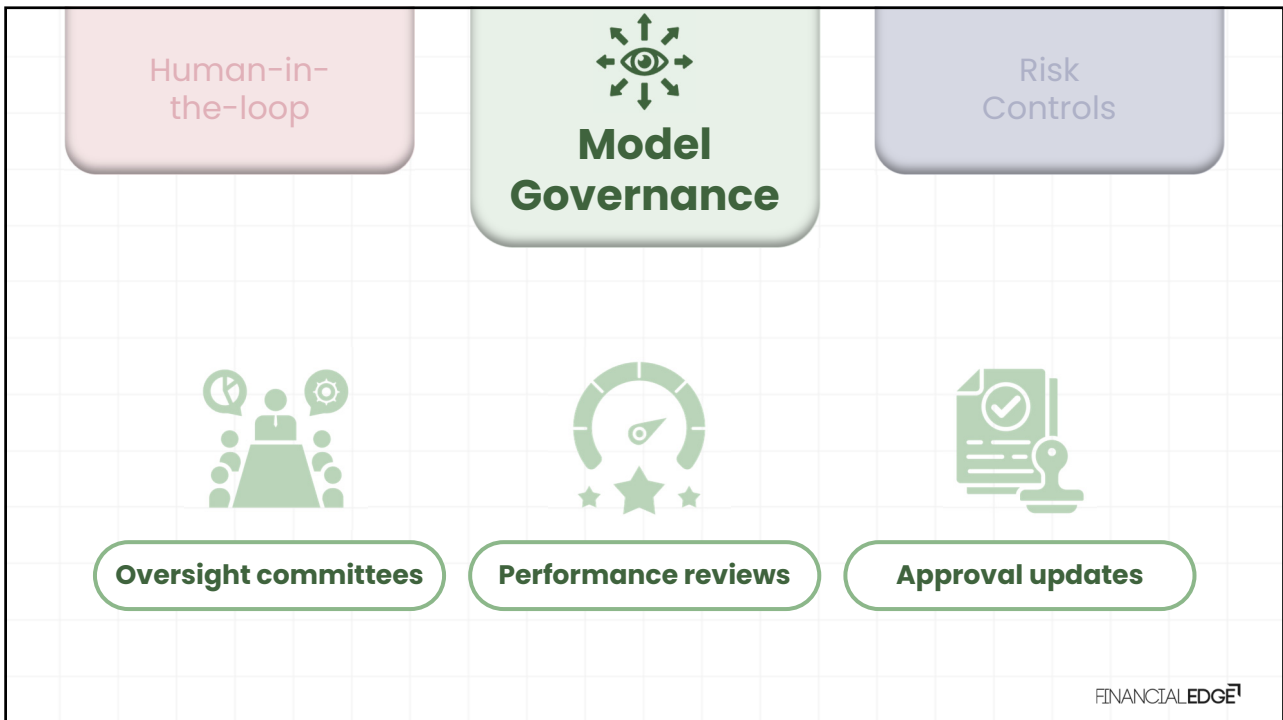 Human-in-
the-loop
Model
Governance
Risk
Controls
Oversight committees
Performance reviews
Approval updates
FINANCIALEDGE